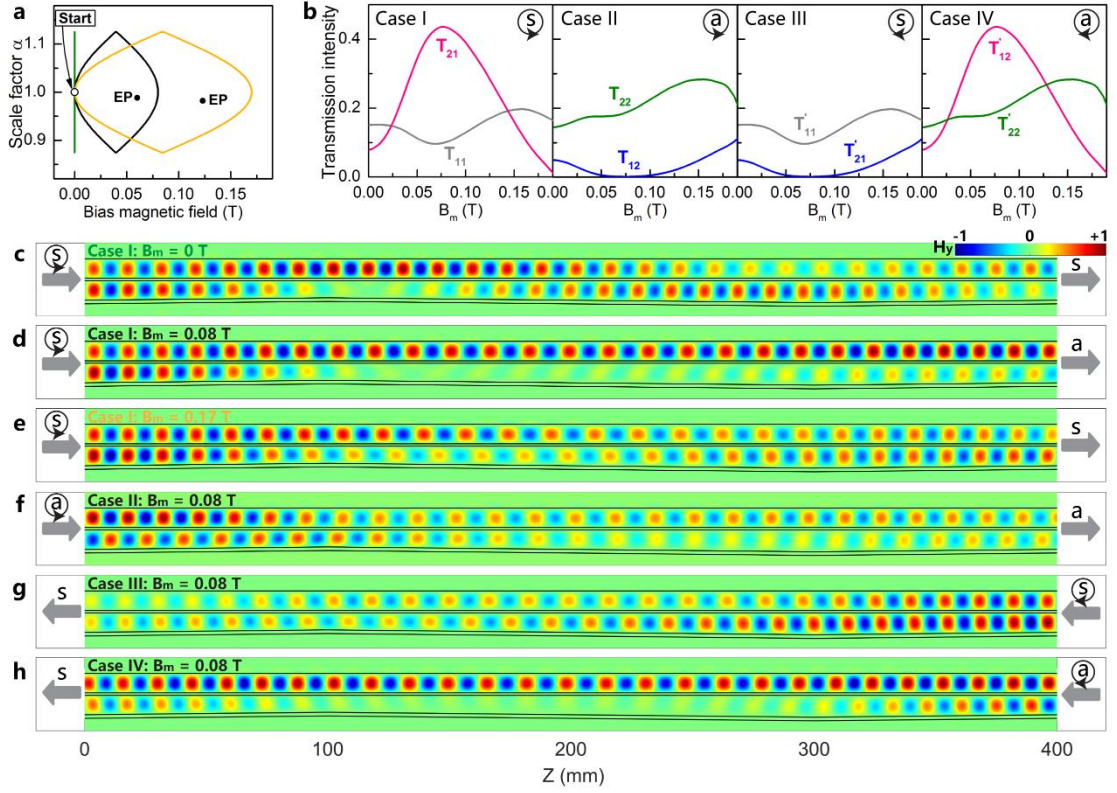 a
Start
Scale factor α
1.1
1.0
0.9
EP
EP
0.00 0.05 0.10 0.15
Bias magnetic field (T)
b
Transmission intensity
0.4
0.2
0.0
Case I
s
T21
T11
0.00 0.05 0.10 0.15
Bm (T)
Case II
a
T22
T12
0.00 0.05 0.10 0.15
Bm (T)
Case III
s
T'11
T'21
0.00 0.05 0.10 0.15
Bm (T)
Case IV
a
T'12
T'22
0.00 0.05 0.10 0.15
Bm (T)
Hy -1 0 +1
c s Case I: Bm = 0 T s
d s Case I: Bm = 0.08 T a
e s Case I: Bm = 0.17 T s
f a Case II: Bm = 0.08 T a
g s Case III: Bm = 0.08 T s
h s Case IV: Bm = 0.08 T a
0 100 200 300 400
Z (mm)